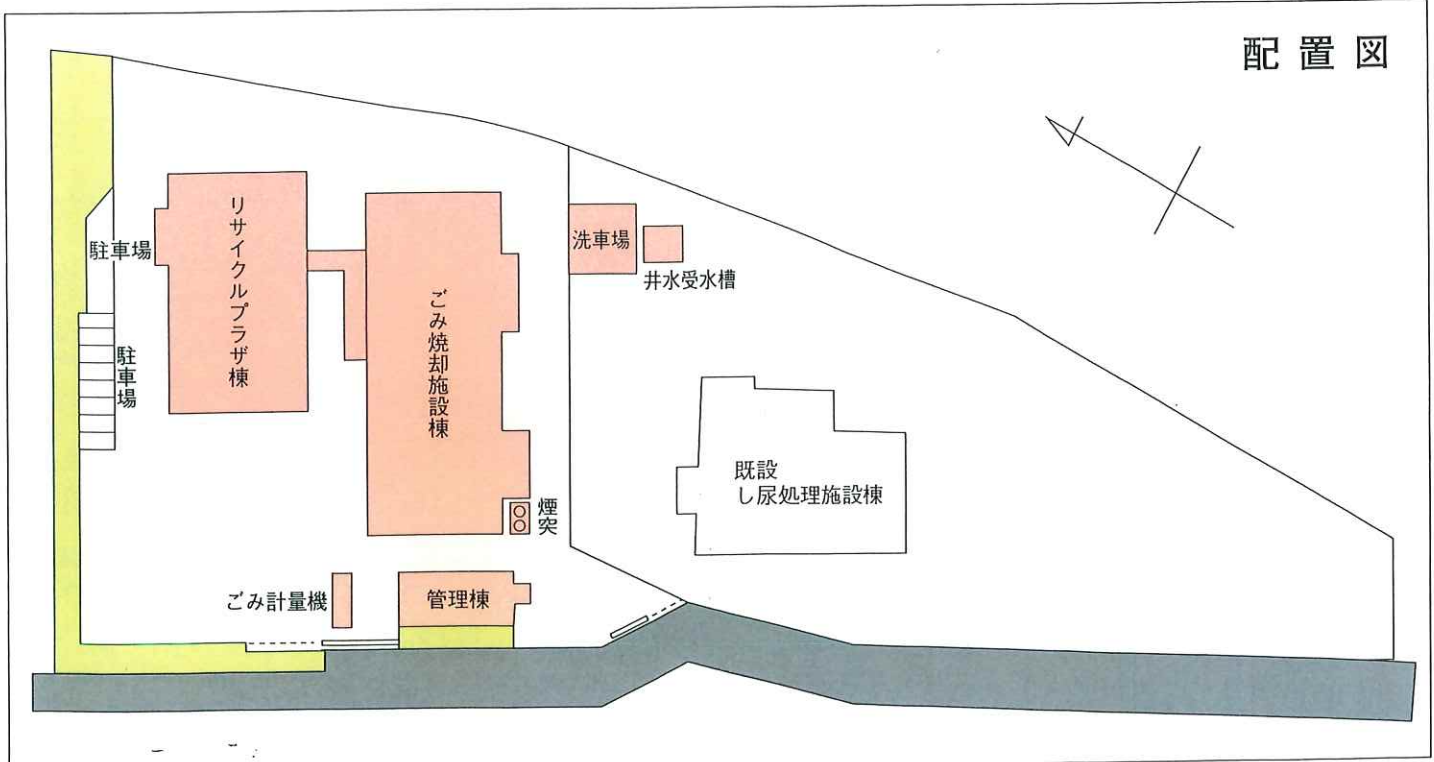 配置図
リサイクルプラザ棟
駐車場
駐車場
ごみ焼却施設棟
洗車場
井水受水槽
既設
し尿処理施設棟
煙突
ごみ計量機
管理棟